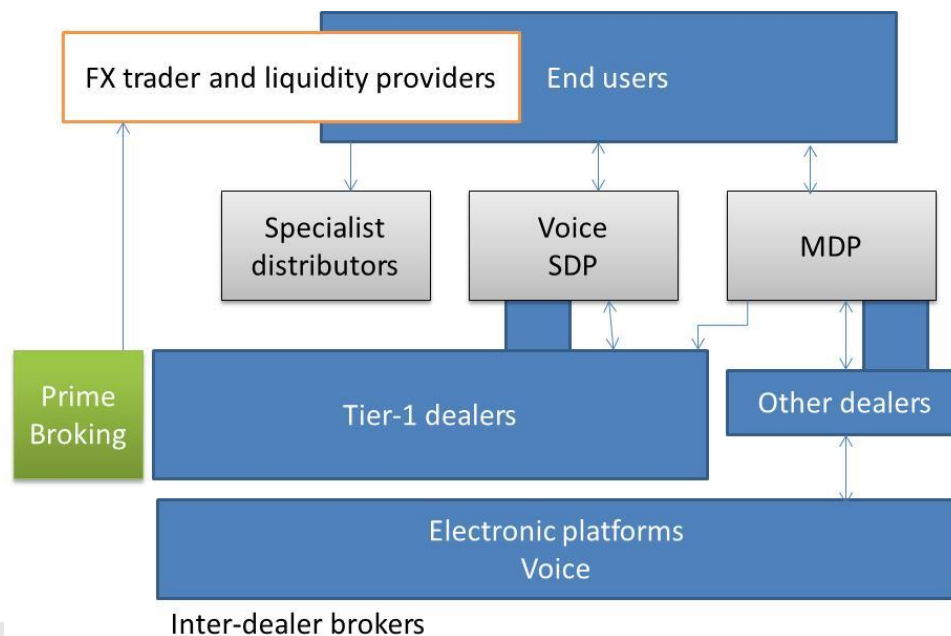 FX trader and liquidity providers
End users
Specialist
distributors
Voice
SDP
MDP
Prime
Broking
Tier-1 dealers
Other dealers
Electronic platforms
Voice
Inter-dealer brokers